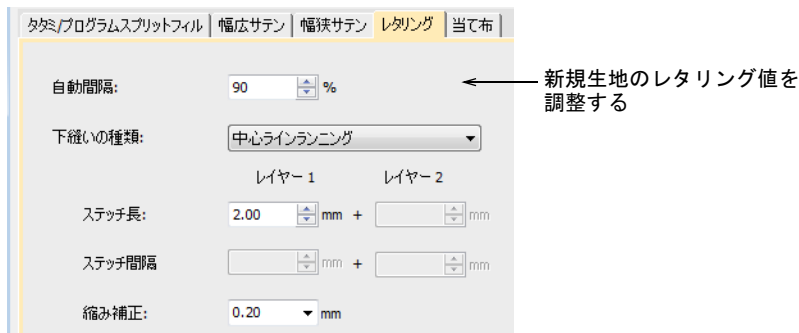 タタミ/プログラムスプリットフィル 幅広サテン 幅狭サテン レタリング 当て布
自動間隔: 90 %
新規生地のレタリング値を
調整する
下縫いの種類: 中心ラインランニング
レイヤー 1 レイヤー 2
ステッチ長: 2.00 mm + mm
ステッチ間隔 mm + mm
縮み補正: 0.20 mm